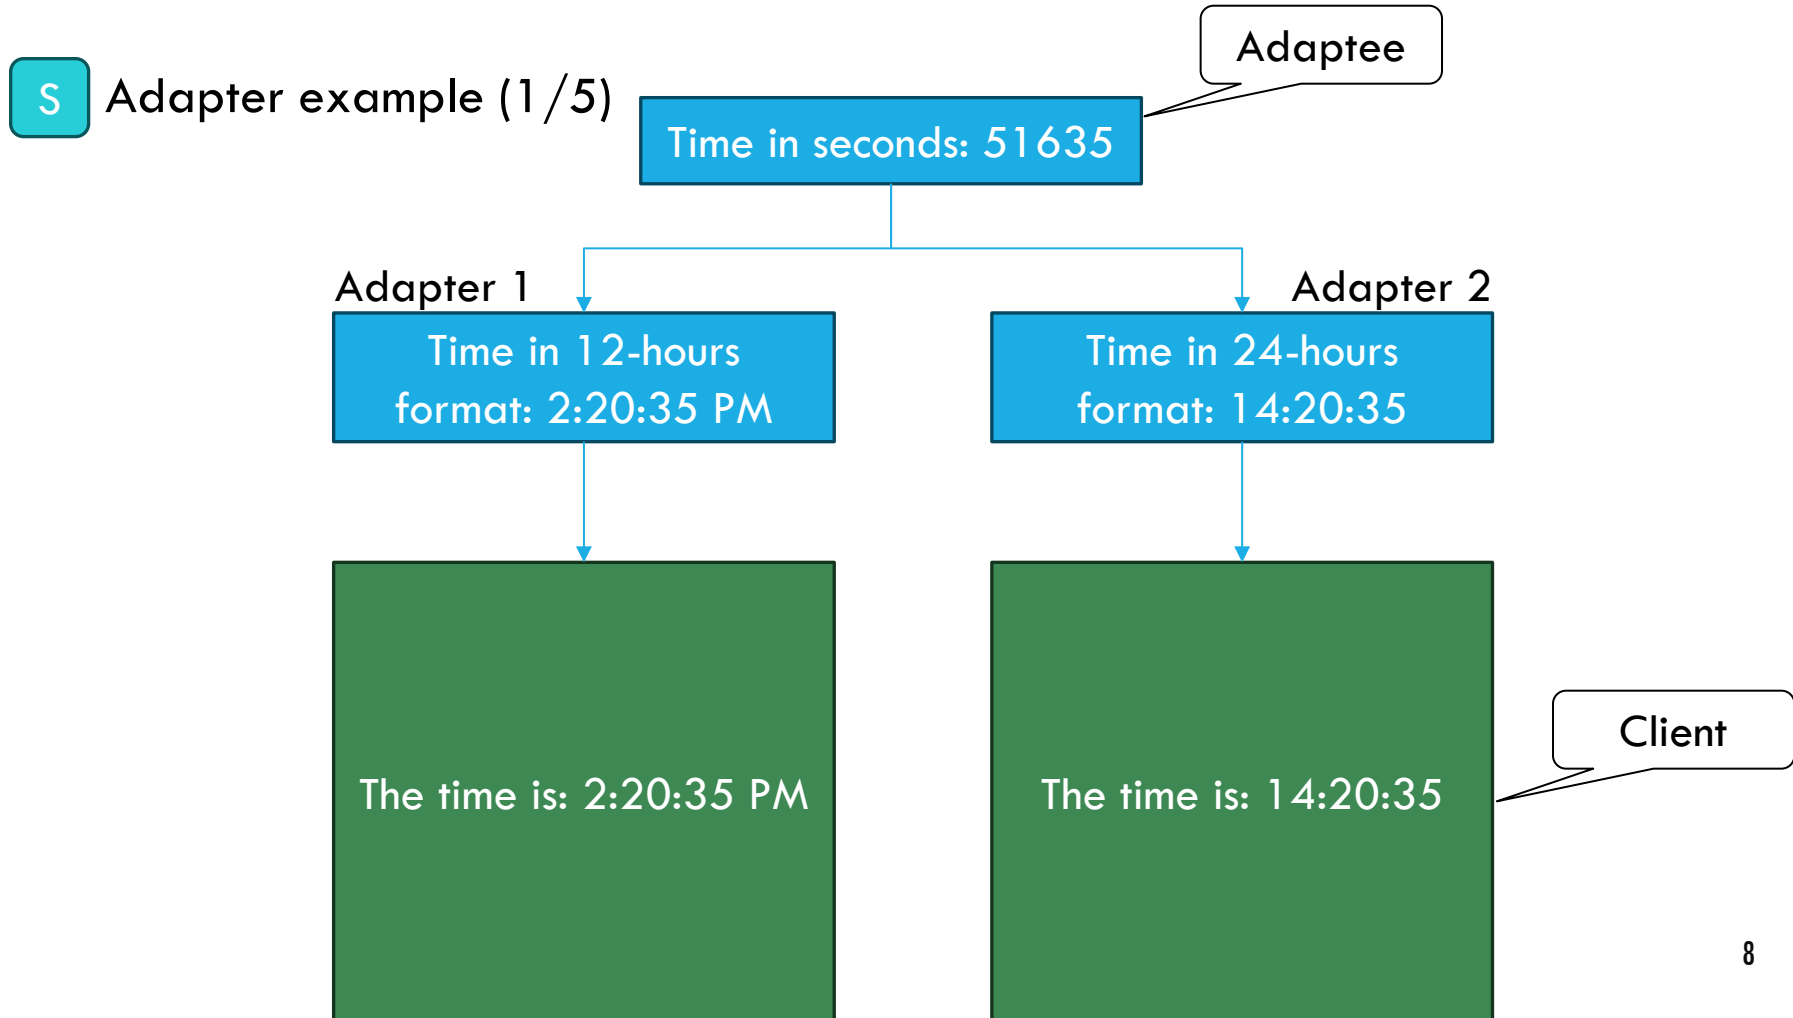 Adaptee
S
Adapter example (1/5)
Time in seconds: 51635
Adapter 1
Adapter 2
Time in 12-hours
format: 2:20:35 PM
Time in 24-hours
format: 14:20:35
Client
The time is: 2:20:35 PM
The time is: 14:20:35
8